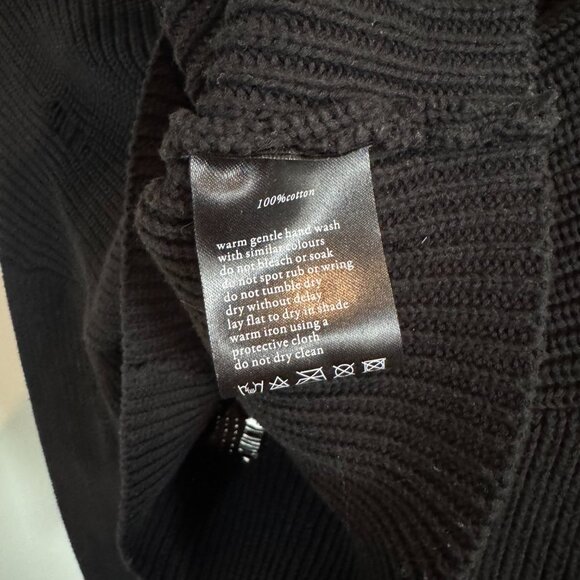 100%cotton
warm gentle hand wash
with similar colours
do not bleach or soak
do not spot rub or wring
do not tumble dry
dry without delay
lay flat to dry in shade
warm iron using a
protective cloth
do not dry clean